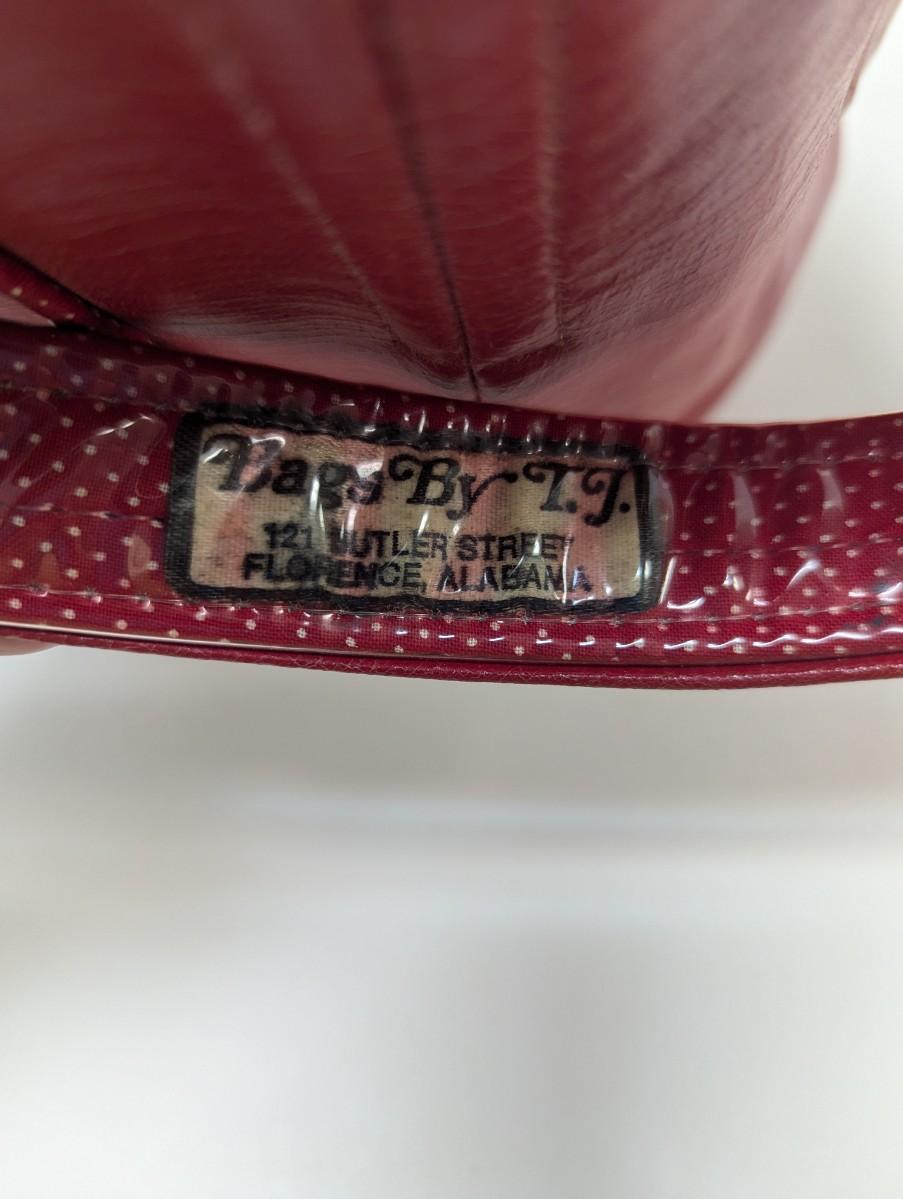 Bags By T.J.
121 BUTLER STREET
FLORENCE, ALABAMA